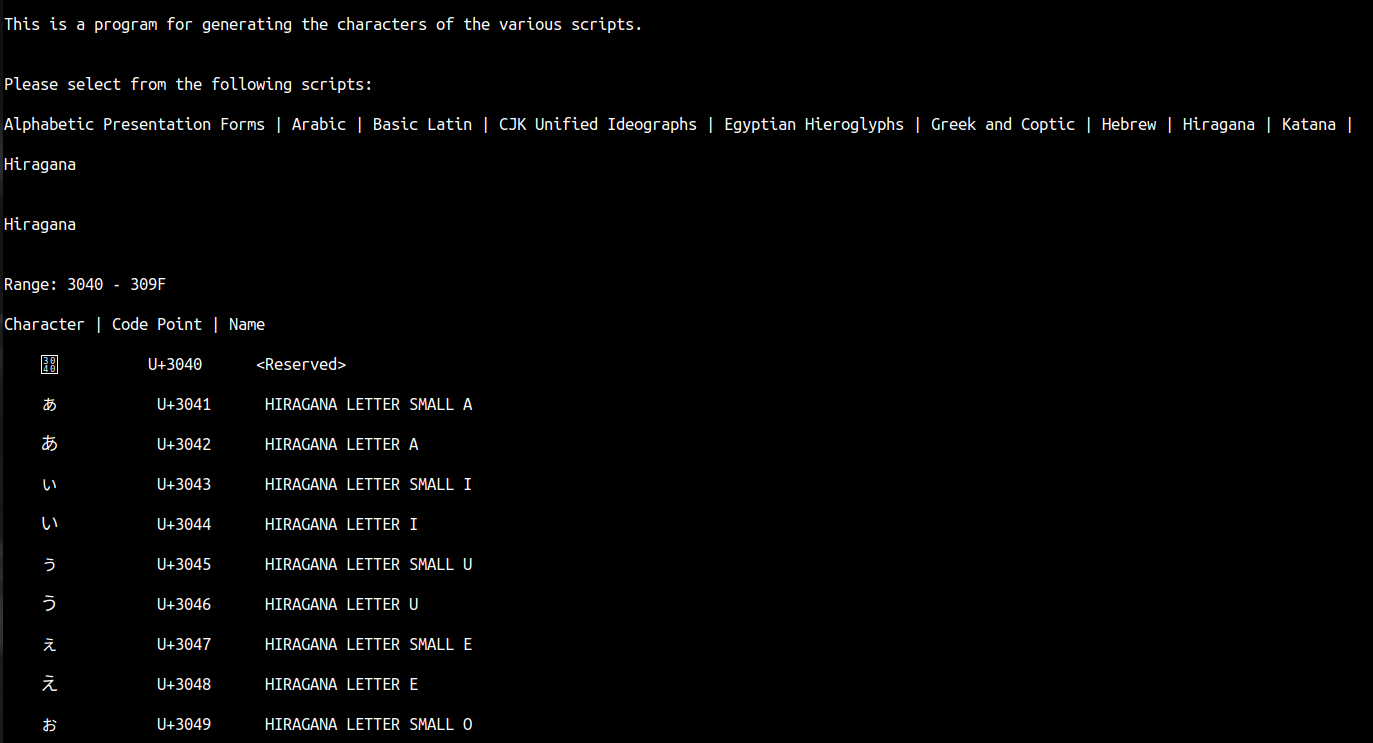 This is a program for generating the characters of the various scripts.
Please select from the following scripts:
Alphabetic Presentation Forms | Arabic | Basic Latin | CJK Unified Ideographs | Egyptian Hieroglyphs | Greek and Coptic | Hebrew | Hiragana | Katana |
Hiragana
Hiragana
Range: 3040 - 309F
Character | Code Point | Name
3040 U+3040 <Reserved>
ぁ U+3041 HIRAGANA LETTER SMALL A
あ U+3042 HIRAGANA LETTER A
ぃ U+3043 HIRAGANA LETTER SMALL I
い U+3044 HIRAGANA LETTER I
ぅ U+3045 HIRAGANA LETTER SMALL U
う U+3046 HIRAGANA LETTER U
ぇ U+3047 HIRAGANA LETTER SMALL E
え U+3048 HIRAGANA LETTER E
ぉ U+3049 HIRAGANA LETTER SMALL O